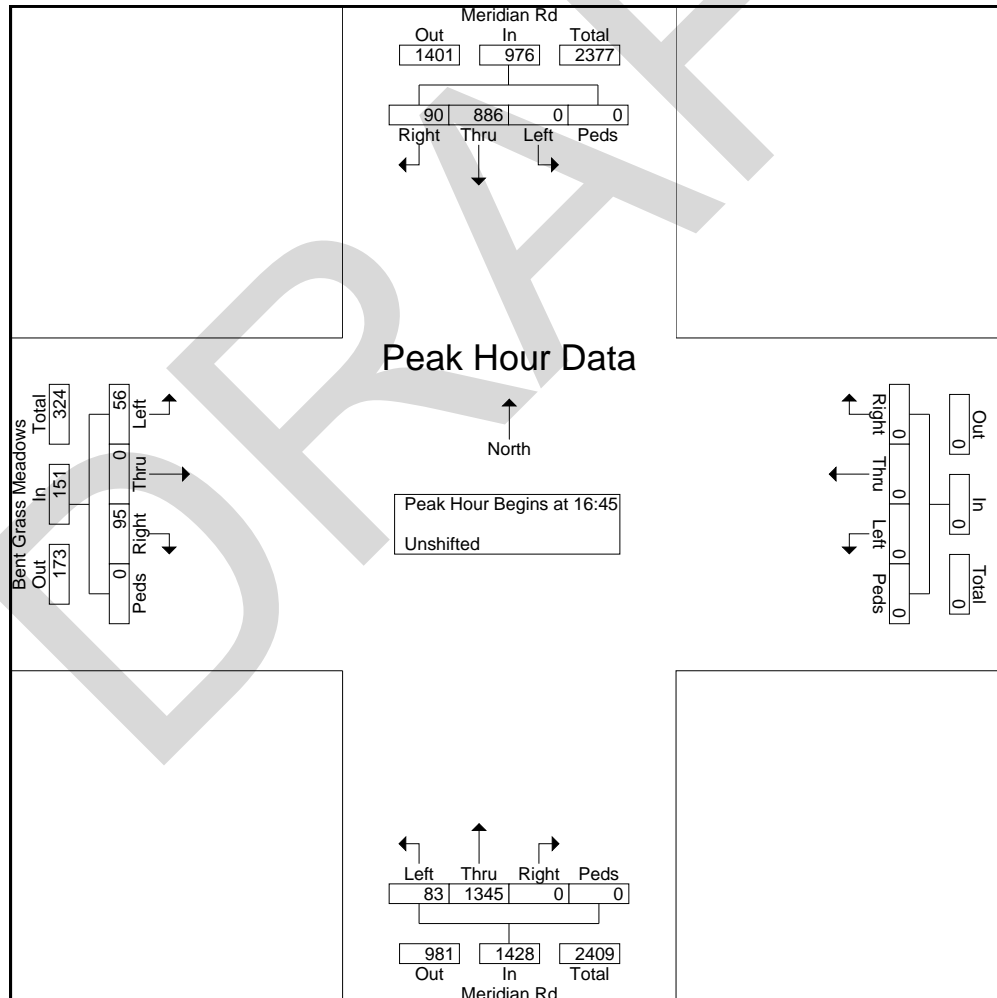 Meridian Rd
Out In Total
1401 976 2377
90 886 0 0
Right Thru Left Peds
Peak Hour Data
North
Peak Hour Begins at 16:45
Unshifted
Bent Grass Meadows
Out In Total
173 151 324
56 0 95 0
Left Thru Right Peds
Out In Total
0 0 0
Right Thru Left Peds
0 0 0 0
Left Thru Right Peds
83 1345 0 0
981 1428 2409
Out In Total
Meridian Rd